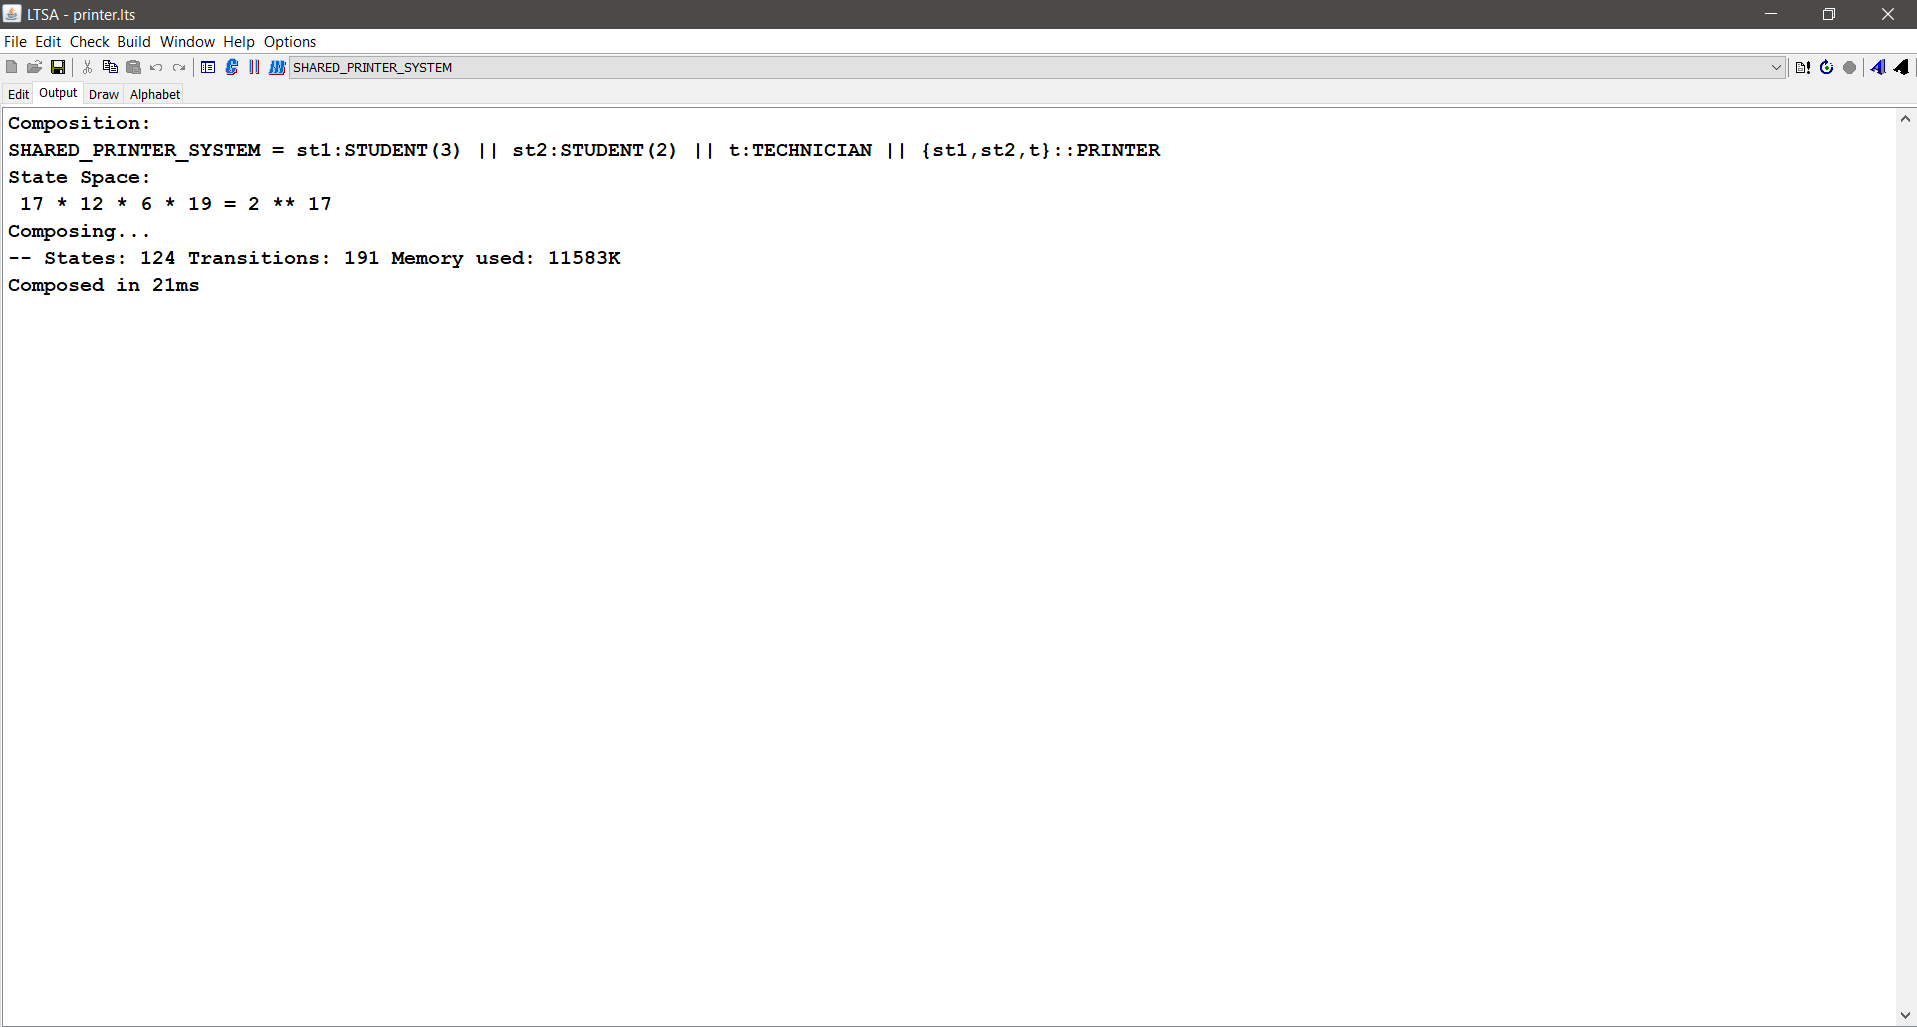 LTSA - printer.lts
File Edit Check Build Window Help Options
SHARED_PRINTER_SYSTEM
Edit Output Draw Alphabet
Composition:
SHARED_PRINTER_SYSTEM = st1:STUDENT(3) || st2:STUDENT(2) || t:TECHNICIAN || {st1,st2,t}::PRINTER
State Space:
17 * 12 * 6 * 19 = 2 ** 17
Composing...
-- States: 124 Transitions: 191 Memory used: 11583K
Composed in 21ms